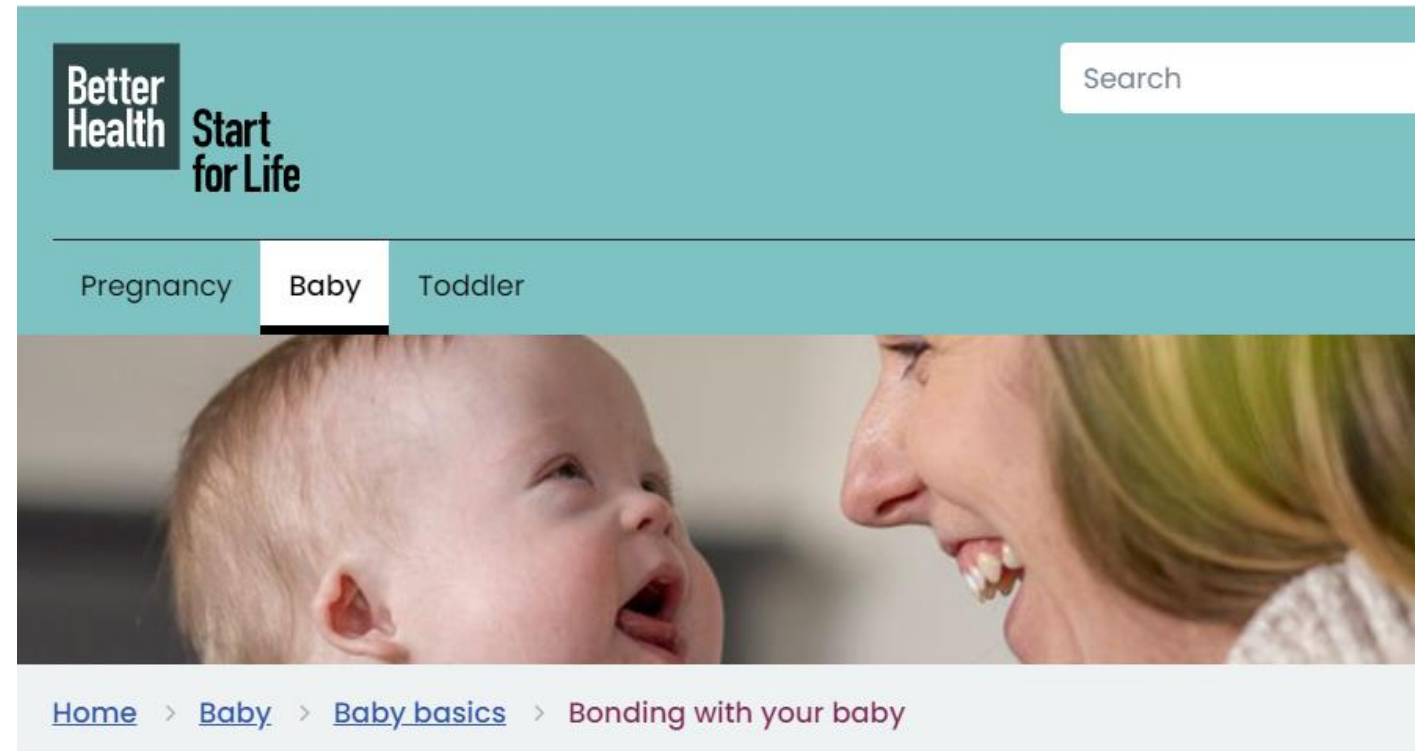 Better
Health
Start
for Life
Search
Pregnancy Baby Toddler
Home > Baby > Baby basics > Bonding with your baby